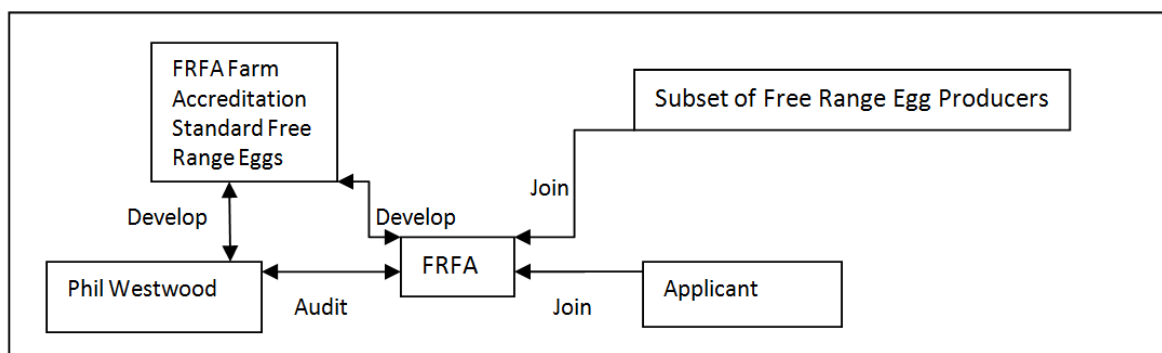 FRFA Farm
Accreditation
Standard Free
Range Eggs
Subset of Free Range Egg Producers
Join
Develop
Develop
FRFA
Phil Westwood
Audit
Join
Applicant